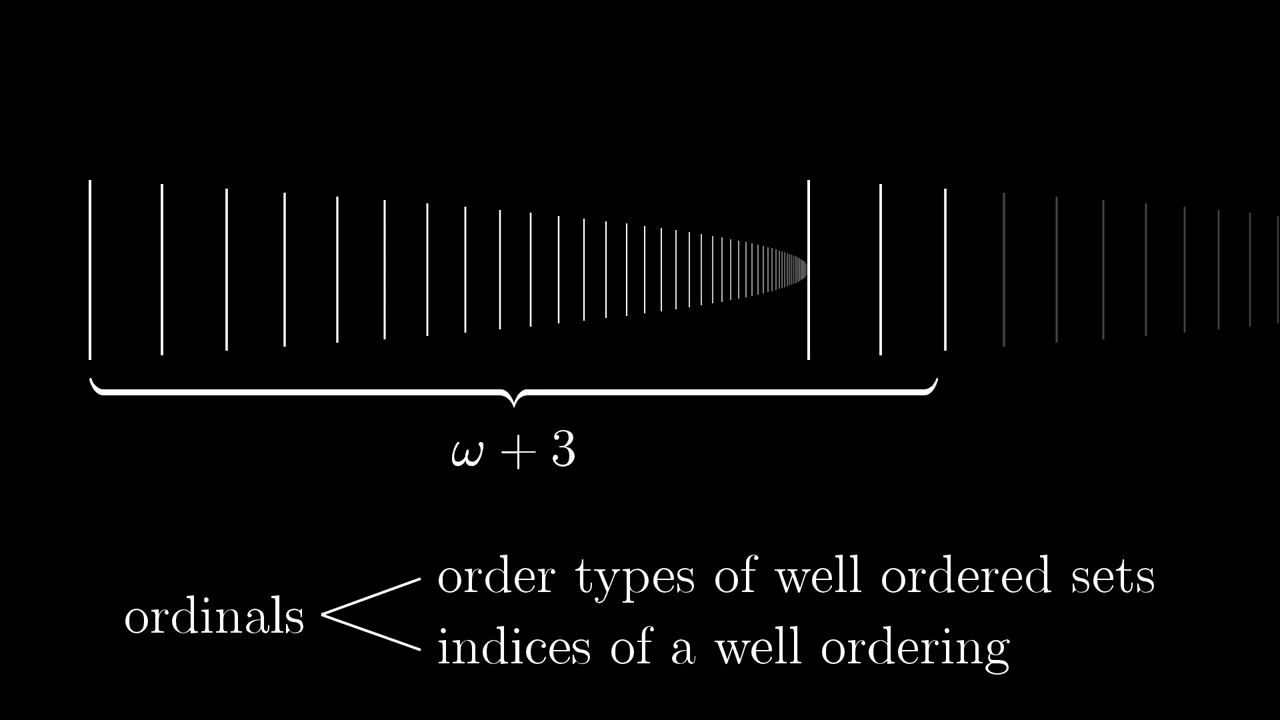 ω + 3
order types of well ordered sets
ordinals
indices of a well ordering